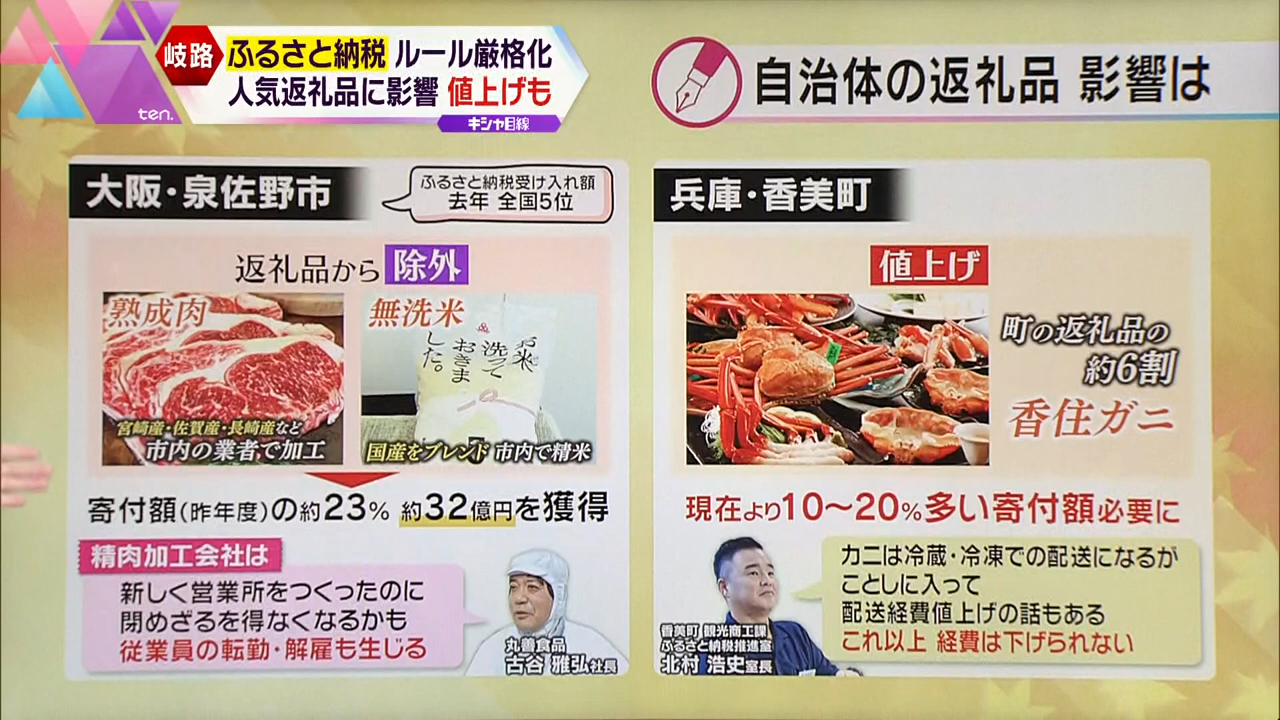 岐路
ふるさと納税 ルール厳格化
人気返礼品に影響 値上げも
ten.
キシャ目線
自治体の返礼品 影響は
大阪・泉佐野市
ふるさと納税受け入れ額
去年 全国5位
返礼品から 除外
熟成肉
宮崎産・佐賀産・長崎産など
市内の業者で加工
無洗米
お米
洗って
おきま
した。
国産をブレンド 市内で精米
寄付額(昨年度)の約23% 約32億円を獲得
精肉加工会社は
新しく営業所をつくったのに
閉めざるを得なくなるかも
従業員の転勤・解雇も生じる
丸善食品
古谷 雅弘社長
兵庫・香美町
値上げ
町の返礼品の
約6割
香住ガニ
現在より10～20%多い寄付額必要に
カニは冷蔵・冷凍での配送になるが
ことしに入って
配送経費値上げの話もある
これ以上 経費は下げられない
香美町 観光商工課
ふるさと納税推進室
北村 浩史室長